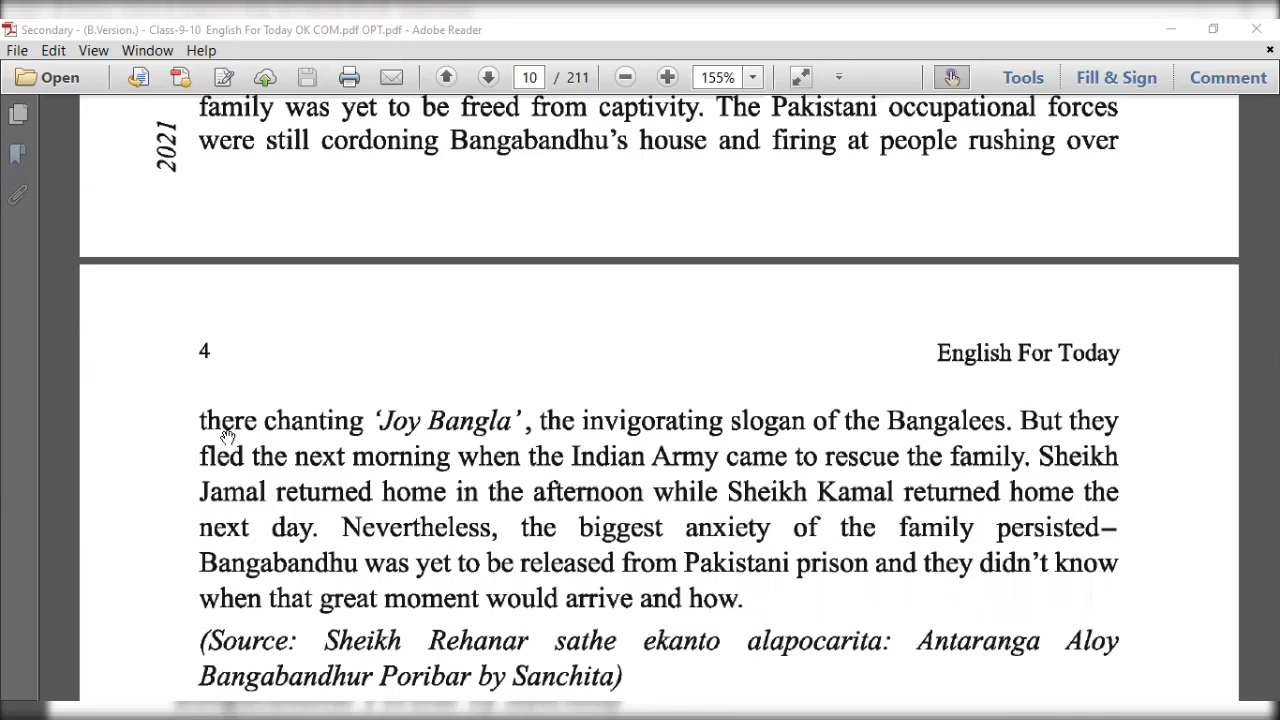 Secondary - (B.Version.) - Class-9-10 English For Today OK COM.pdf OPT.pdf - Adobe Reader
File Edit View Window Help
Open 10 / 211 155% Tools Fill & Sign Comment
family was yet to be freed from captivity. The Pakistani occupational forces
2021
were still cordoning Bangabandhu's house and firing at people rushing over
4 English For Today
there chanting ‘Joy Bangla’, the invigorating slogan of the Bangalees. But they
fled the next morning when the Indian Army came to rescue the family. Sheikh
Jamal returned home in the afternoon while Sheikh Kamal returned home the
next day. Nevertheless, the biggest anxiety of the family persisted–
Bangabandhu was yet to be released from Pakistani prison and they didn’t know
when that great moment would arrive and how.
(Source: Sheikh Rehanar sathe ekanto alapocarita: Antaranga Aloy
Bangabandhur Poribar by Sanchita)